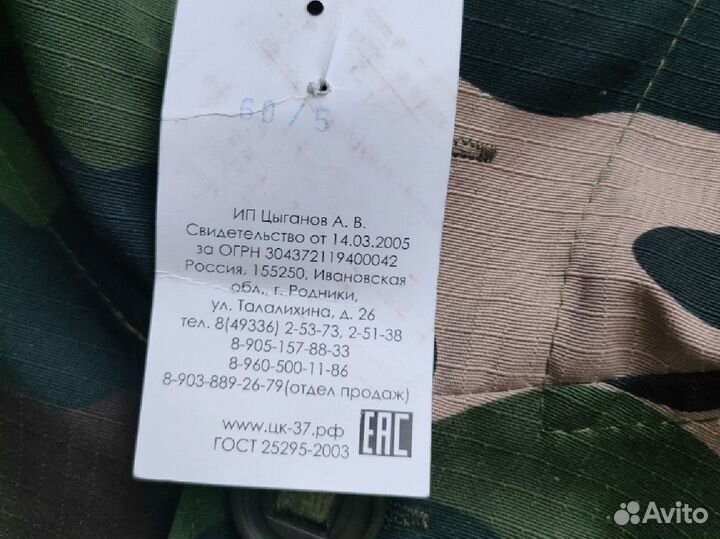 60/5
ИП Цыганов А. В.
Свидетельство от 14.03.2005
за ОГРН 304372119400042
Россия, 155250, Ивановская
обл., г. Родники,
ул. Талалихина, д. 26
тел. 8(49336) 2-53-73, 2-51-38
8-905-157-88-33
8-960-500-11-86
8-903-889-26-79(отдел продаж)
www.цк-37.рф
ГОСТ 25295-2003
EAC
Avito